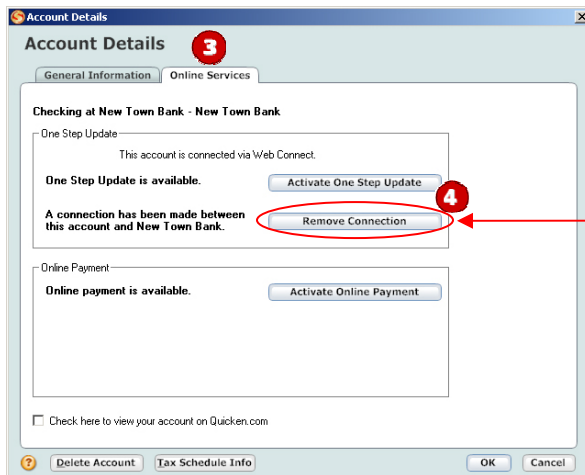 Account Details
Account Details
3
General Information
Online Services
Checking at New Town Bank - New Town Bank
One Step Update
This account is connected via Web Connect.
One Step Update is available.
Activate One Step Update
4
A connection has been made between
this account and New Town Bank.
Remove Connection
Online Payment
Online payment is available.
Activate Online Payment
Check here to view your account on Quicken.com
? Delete Account Tax Schedule Info OK Cancel